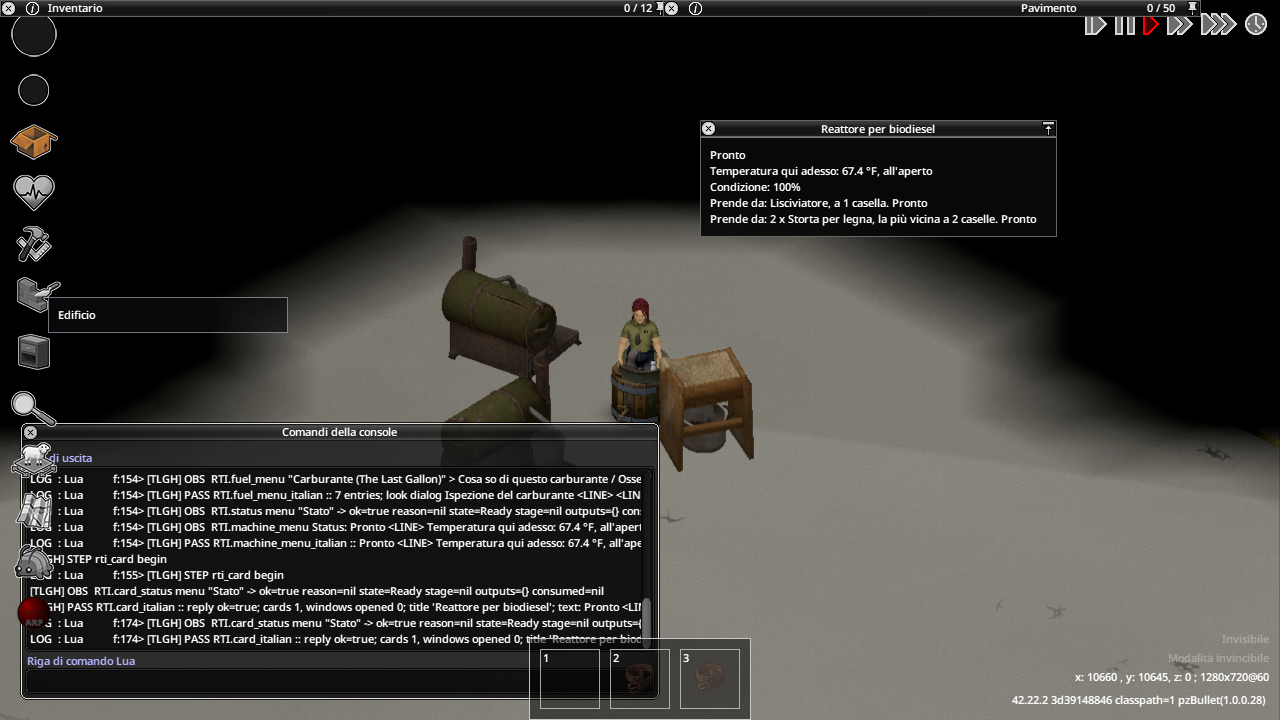 Inventario
0 / 12
Pavimento
0 / 50
Reattore per biodiesel
Pronto
Temperatura qui adesso: 67.4 °F, all'aperto
Condizione: 100%
Prende da: Lisciviatore, a 1 casella. Pronto
Prende da: 2 x Storta per legna, la più vicina a 2 caselle. Pronto
Edificio
Comandi della console
di uscita
LOG : Lua f:154> [TLGH] OBS RTI.fuel_menu "Carburante (The Last Gallon)" > Cosa so di questo carburante / Osse
LOG : Lua f:154> [TLGH] PASS RTI.fuel_menu_italian :: 7 entries; look dialog Ispezione del carburante <LINE> <LIN
LOG : Lua f:154> [TLGH] OBS RTI.status menu "Stato" -> ok=true reason=nil state=Ready stage=nil outputs={} con
LOG : Lua f:154> [TLGH] OBS RTI.machine_menu Status: Pronto <LINE> Temperatura qui adesso: 67.4 °F, all'apert
LOG : Lua f:154> [TLGH] PASS RTI.machine_menu_italian :: Pronto <LINE> Temperatura qui adesso: 67.4 °F, all'ape
GH] STEP rti_card begin
LOG : Lua f:155> [TLGH] STEP rti_card begin
[TLGH] OBS RTI.card_status menu "Stato" -> ok=true reason=nil state=Ready stage=nil outputs={} consumed=nil
GH] PASS RTI.card_italian :: reply ok=true; cards 1, windows opened 0; title 'Reattore per biodiesel'; text: Pronto <LI
LOG : Lua f:174> [TLGH] OBS RTI.card_status menu "Stato" -> ok=true reason=nil state=Ready stage=nil outputs={
LOG : Lua f:174> [TLGH] PASS RTI.card_italian :: reply ok=true; cards 1, windows opened 0; title 'Reattore per biod
Riga di comando Lua
1
2
3
ARF
Invisibile
Modalità invincibile
x: 10660 , y: 10645, z: 0 ; 1280x720@60
42.22.2 3d39148846 classpath=1 pzBullet(1.0.0.28)